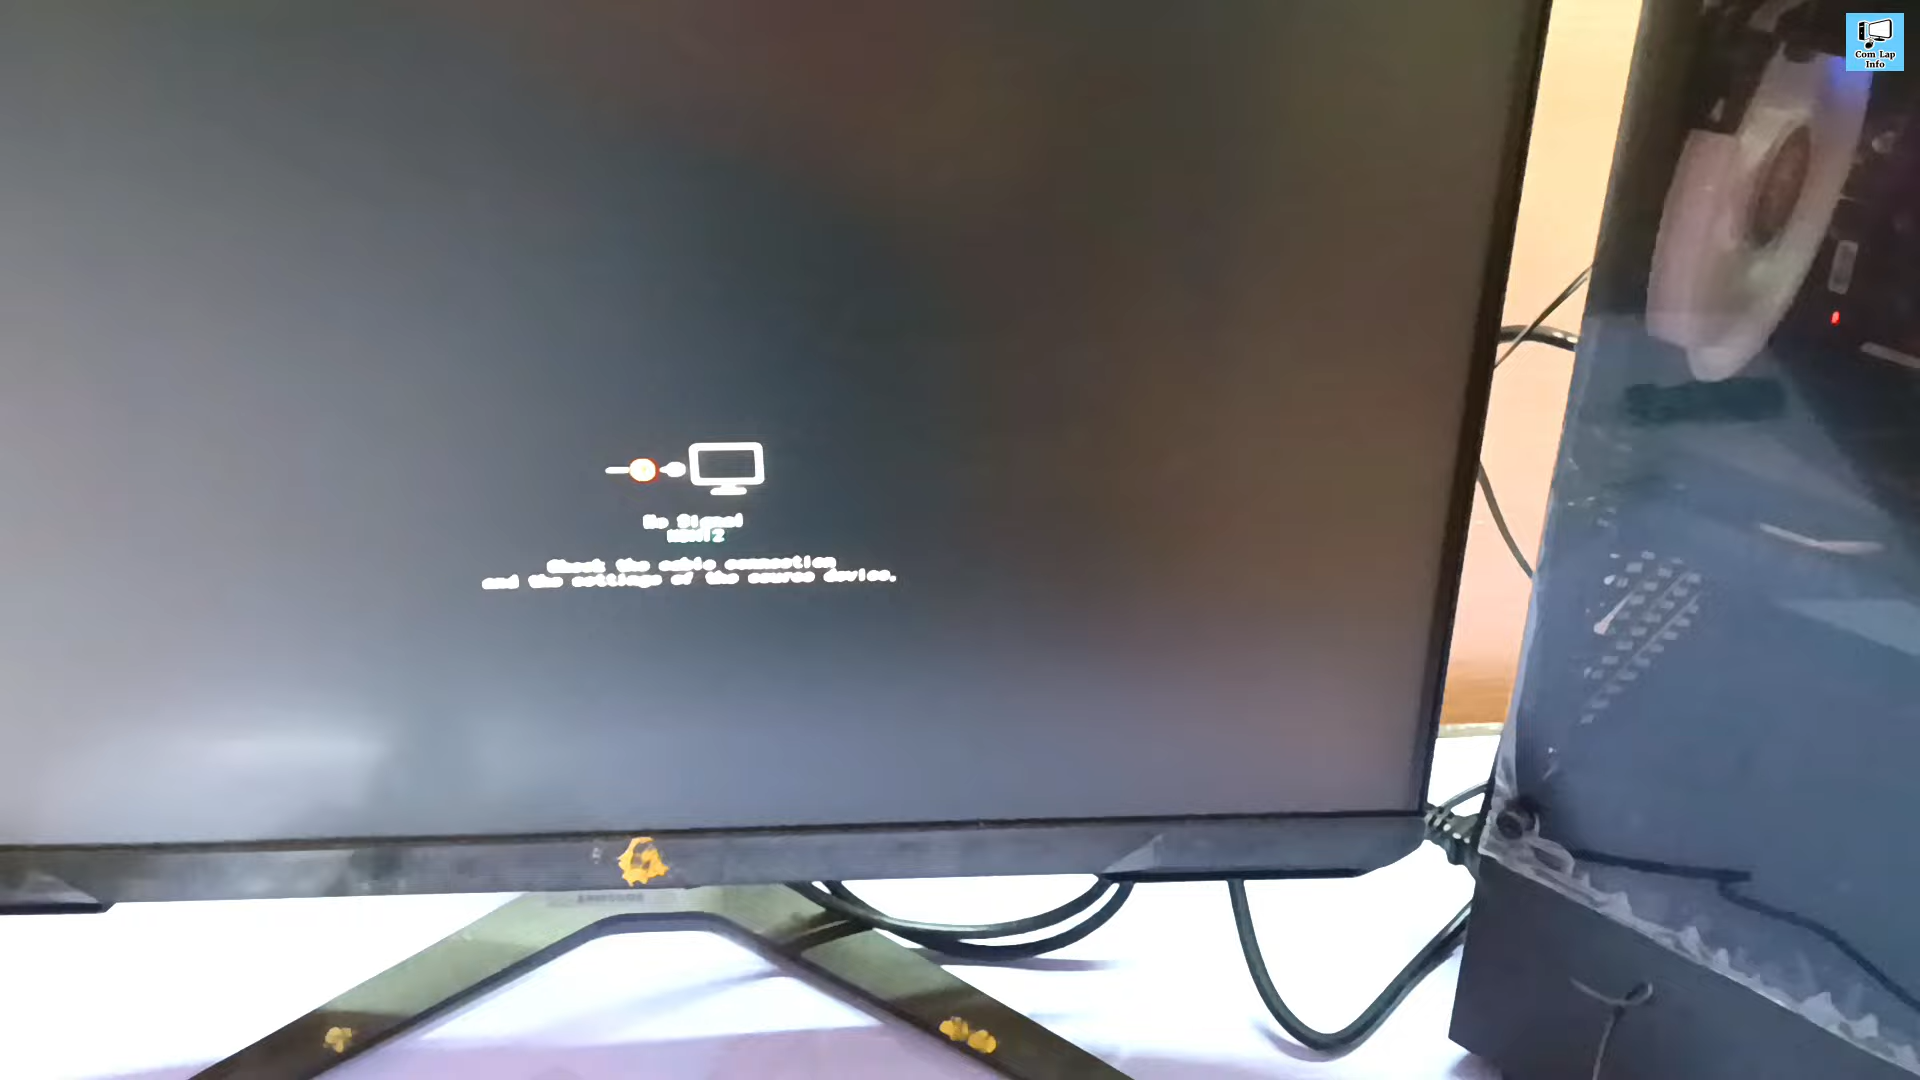 Com Lap
Info
No Signal
HDMI 2
Check the cable connection
and the settings of the source device.